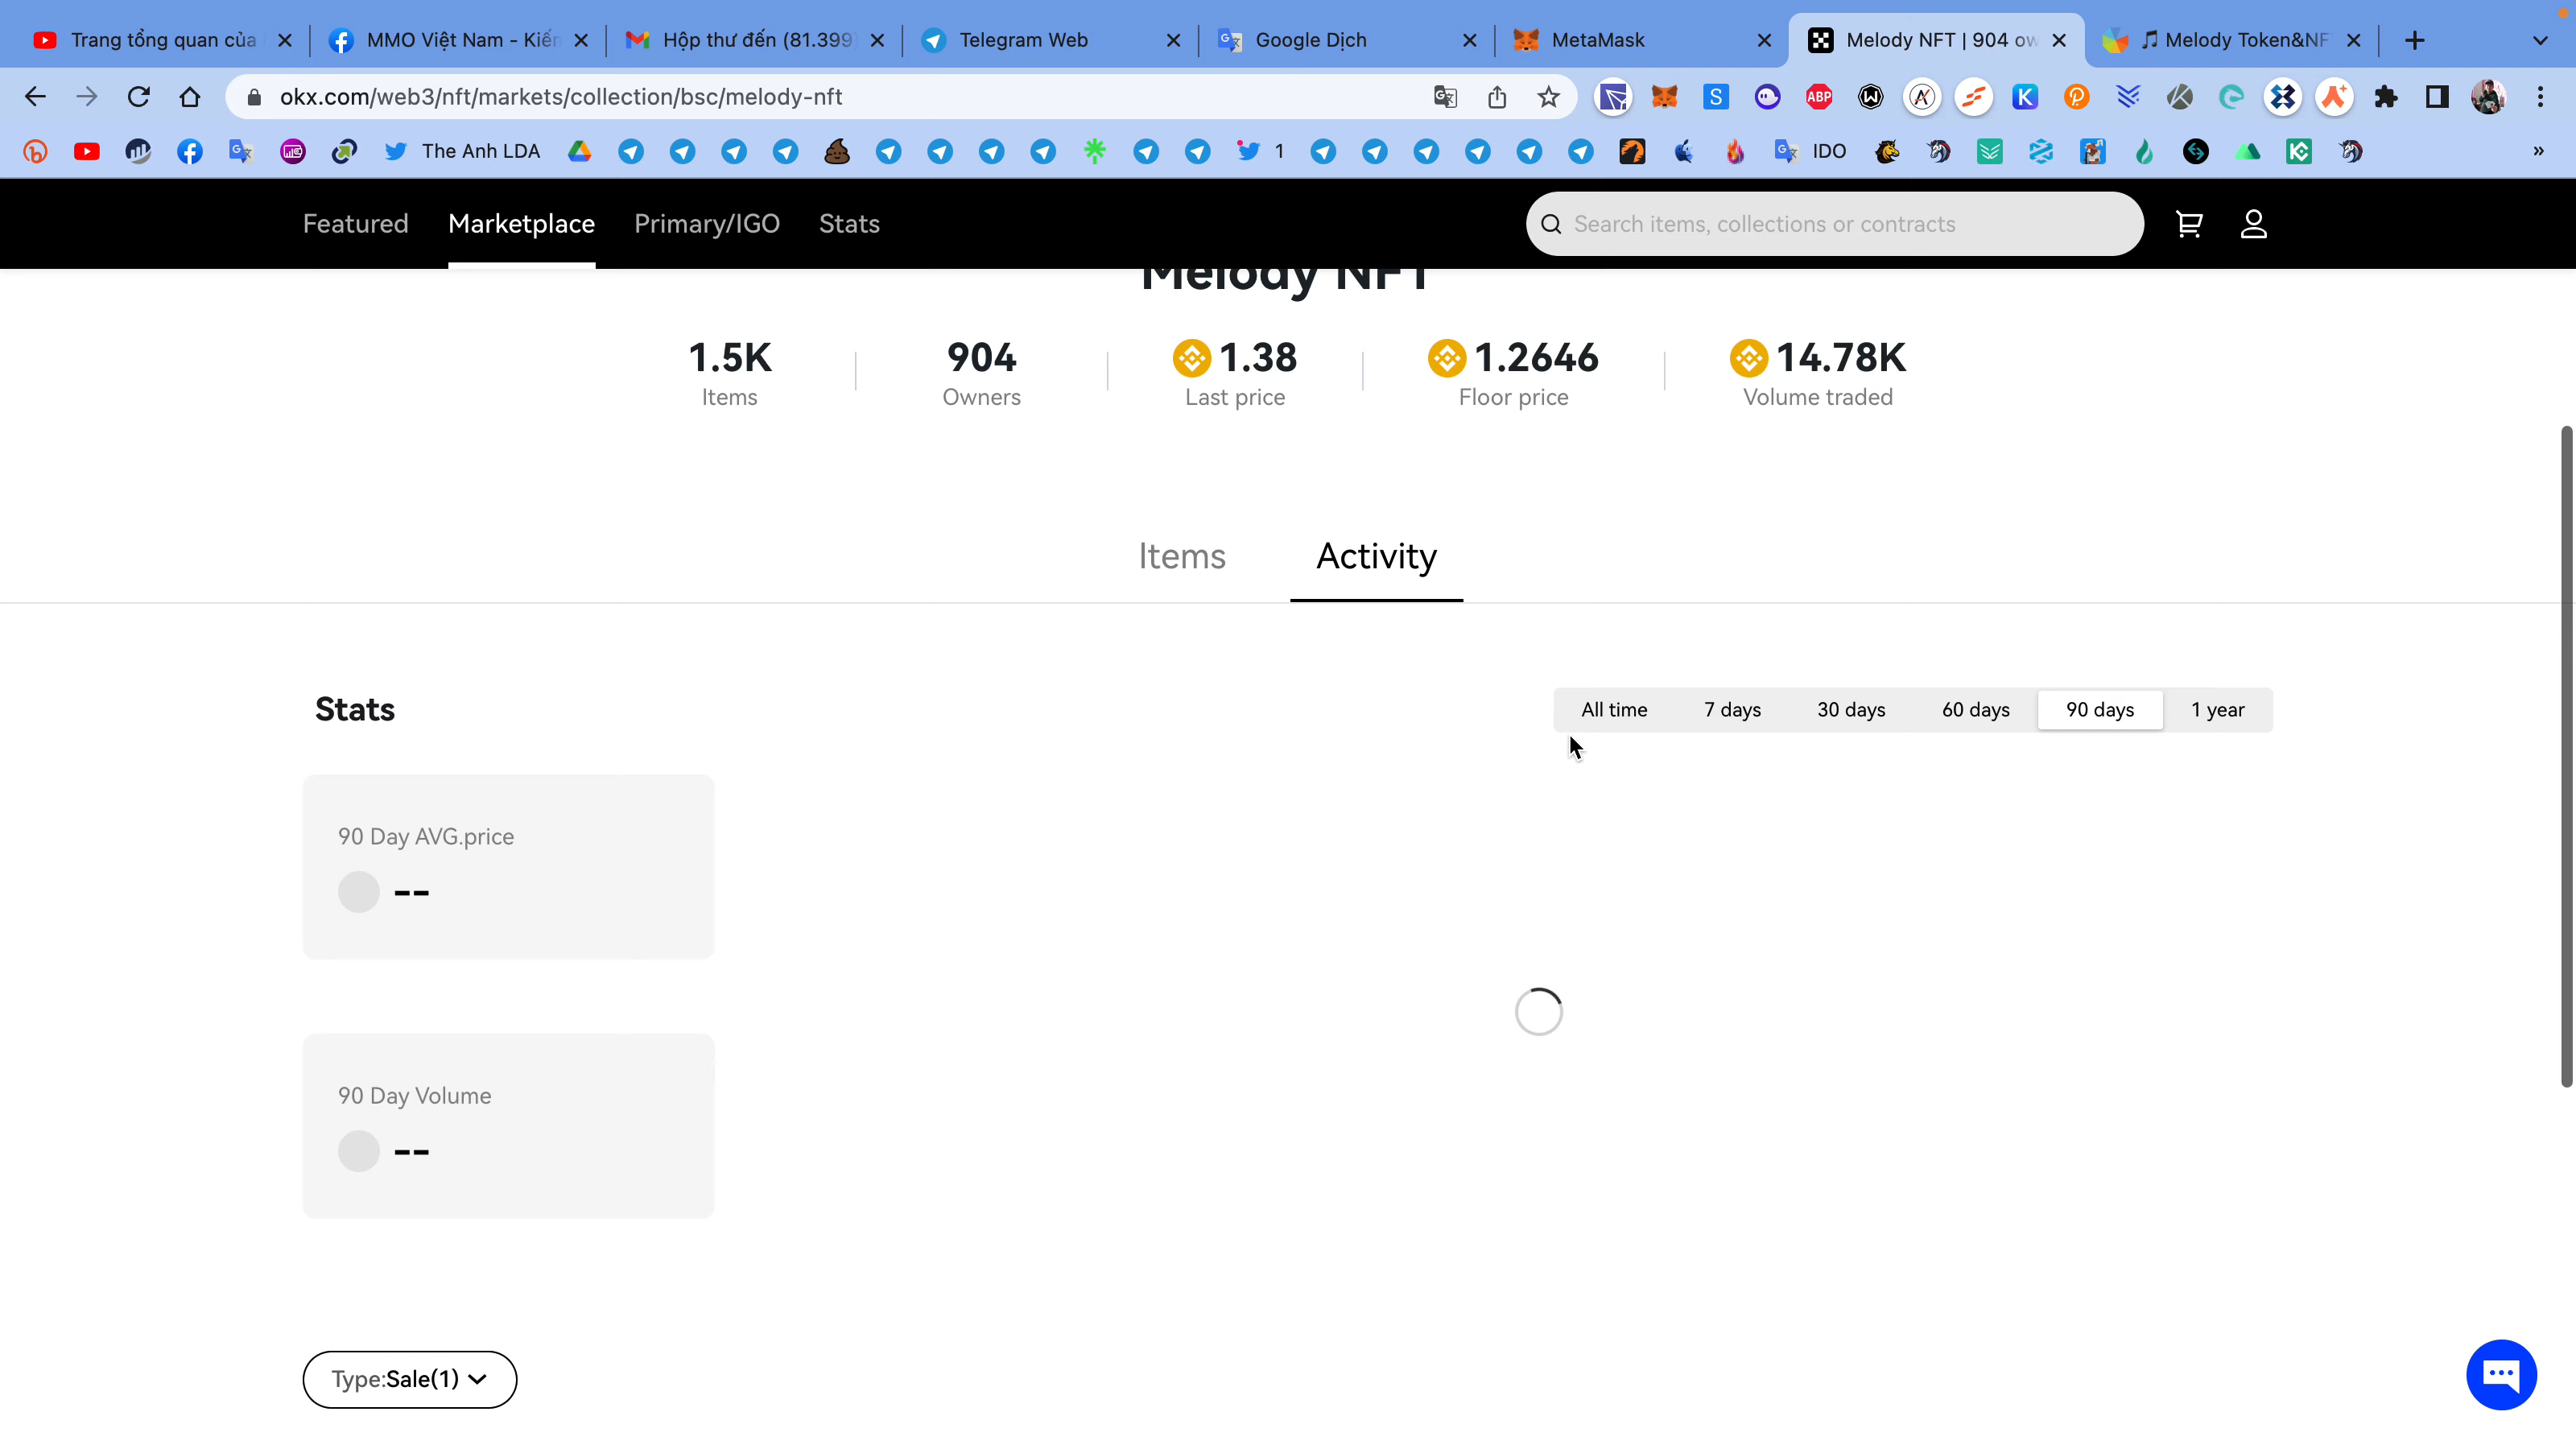 Trang tổng quan của
MMO Việt Nam - Kiến
Hộp thư đến (81.399
Telegram Web
Google Dịch
MetaMask
Melody NFT | 904 ow
🎵 Melody Token&NF
okx.com/web3/nft/markets/collection/bsc/melody-nft
S
ABP
K
The Anh LDA
1
IDO
Featured
Marketplace
Primary/IGO
Stats
Search items, collections or contracts
Melody NFT
1.5K
Items
904
Owners
1.38
Last price
1.2646
Floor price
14.78K
Volume traded
Items
Activity
Stats
All time
7 days
30 days
60 days
90 days
1 year
90 Day AVG.price
--
90 Day Volume
--
Type:Sale(1)